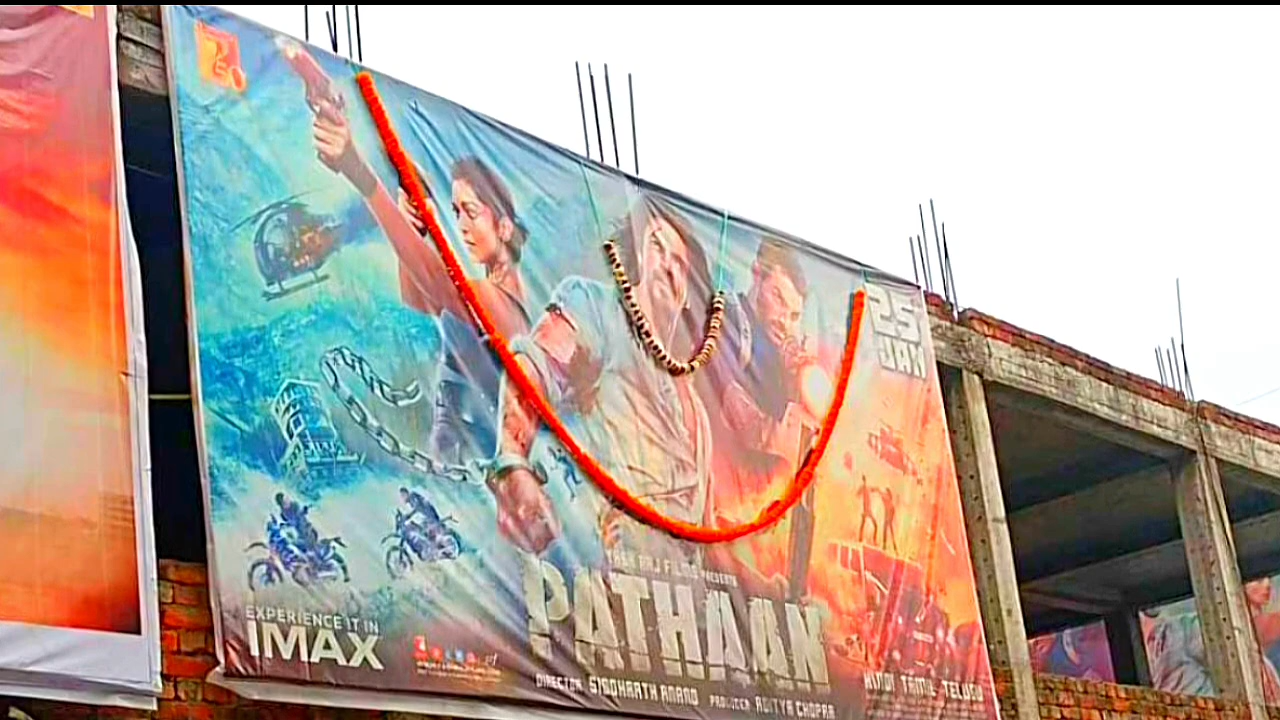 50
25
JAN
YASH RAJ FILMS PRESENTS
PATHAAN
EXPERIENCE IT IN
IMAX
DIRECTOR SIDDHARTH ANAND PRODUCER ADITYA CHOPRA
HINDI TAMIL TELUGU